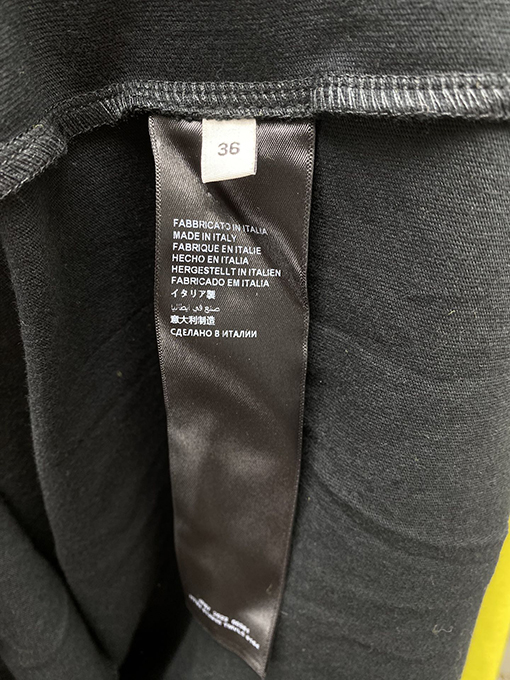 36
FABBRICATO IN ITALIA
MADE IN ITALY
FABRIQUE EN ITALIE
HECHO EN ITALIA
HERGESTELLT IN ITALIEN
FABRICADO EM ITALIA
イタリア製
صنع في ايطاليا
意大利制造
СДЕЛАНО В ИТАЛИИ